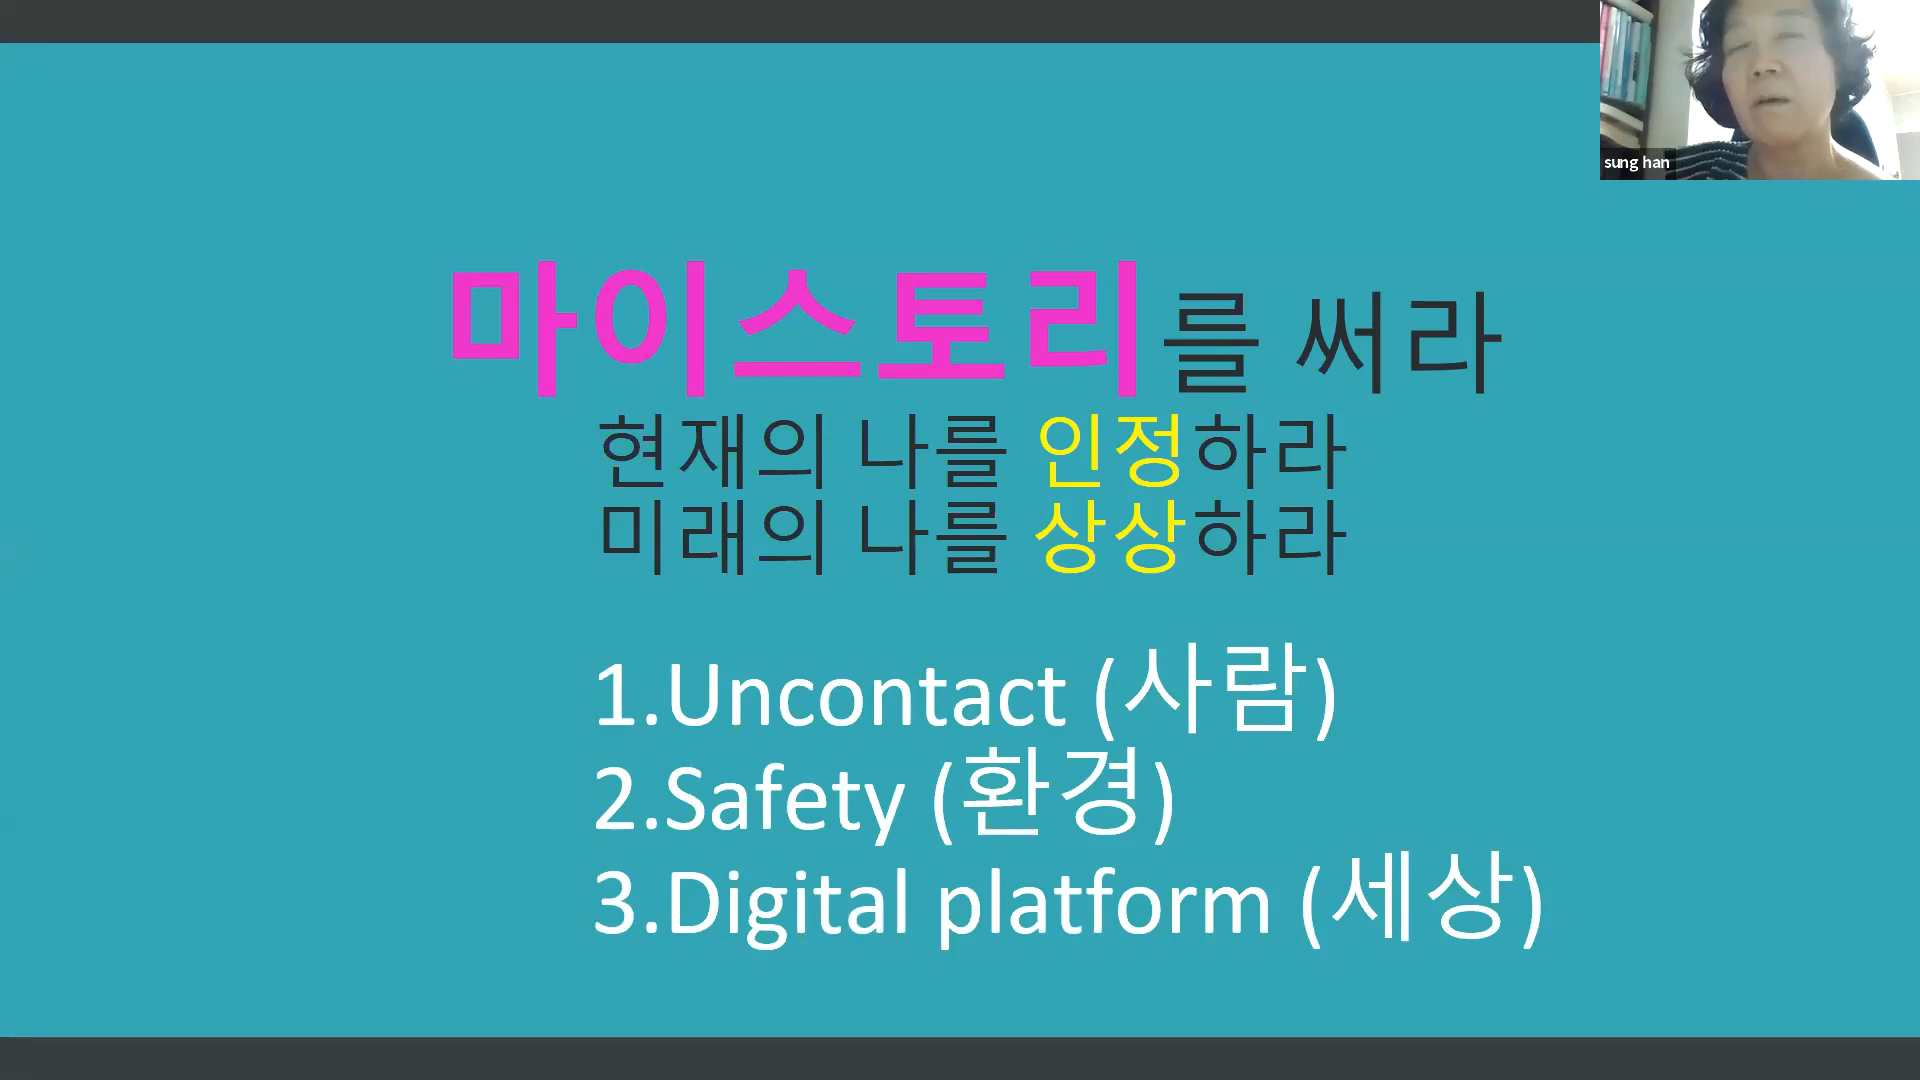 sung han
마이스토리를 써라
현재의 나를 인정하라
미래의 나를 상상하라
1.Uncontact (사람)
2.Safety (환경)
3.Digital platform (세상)